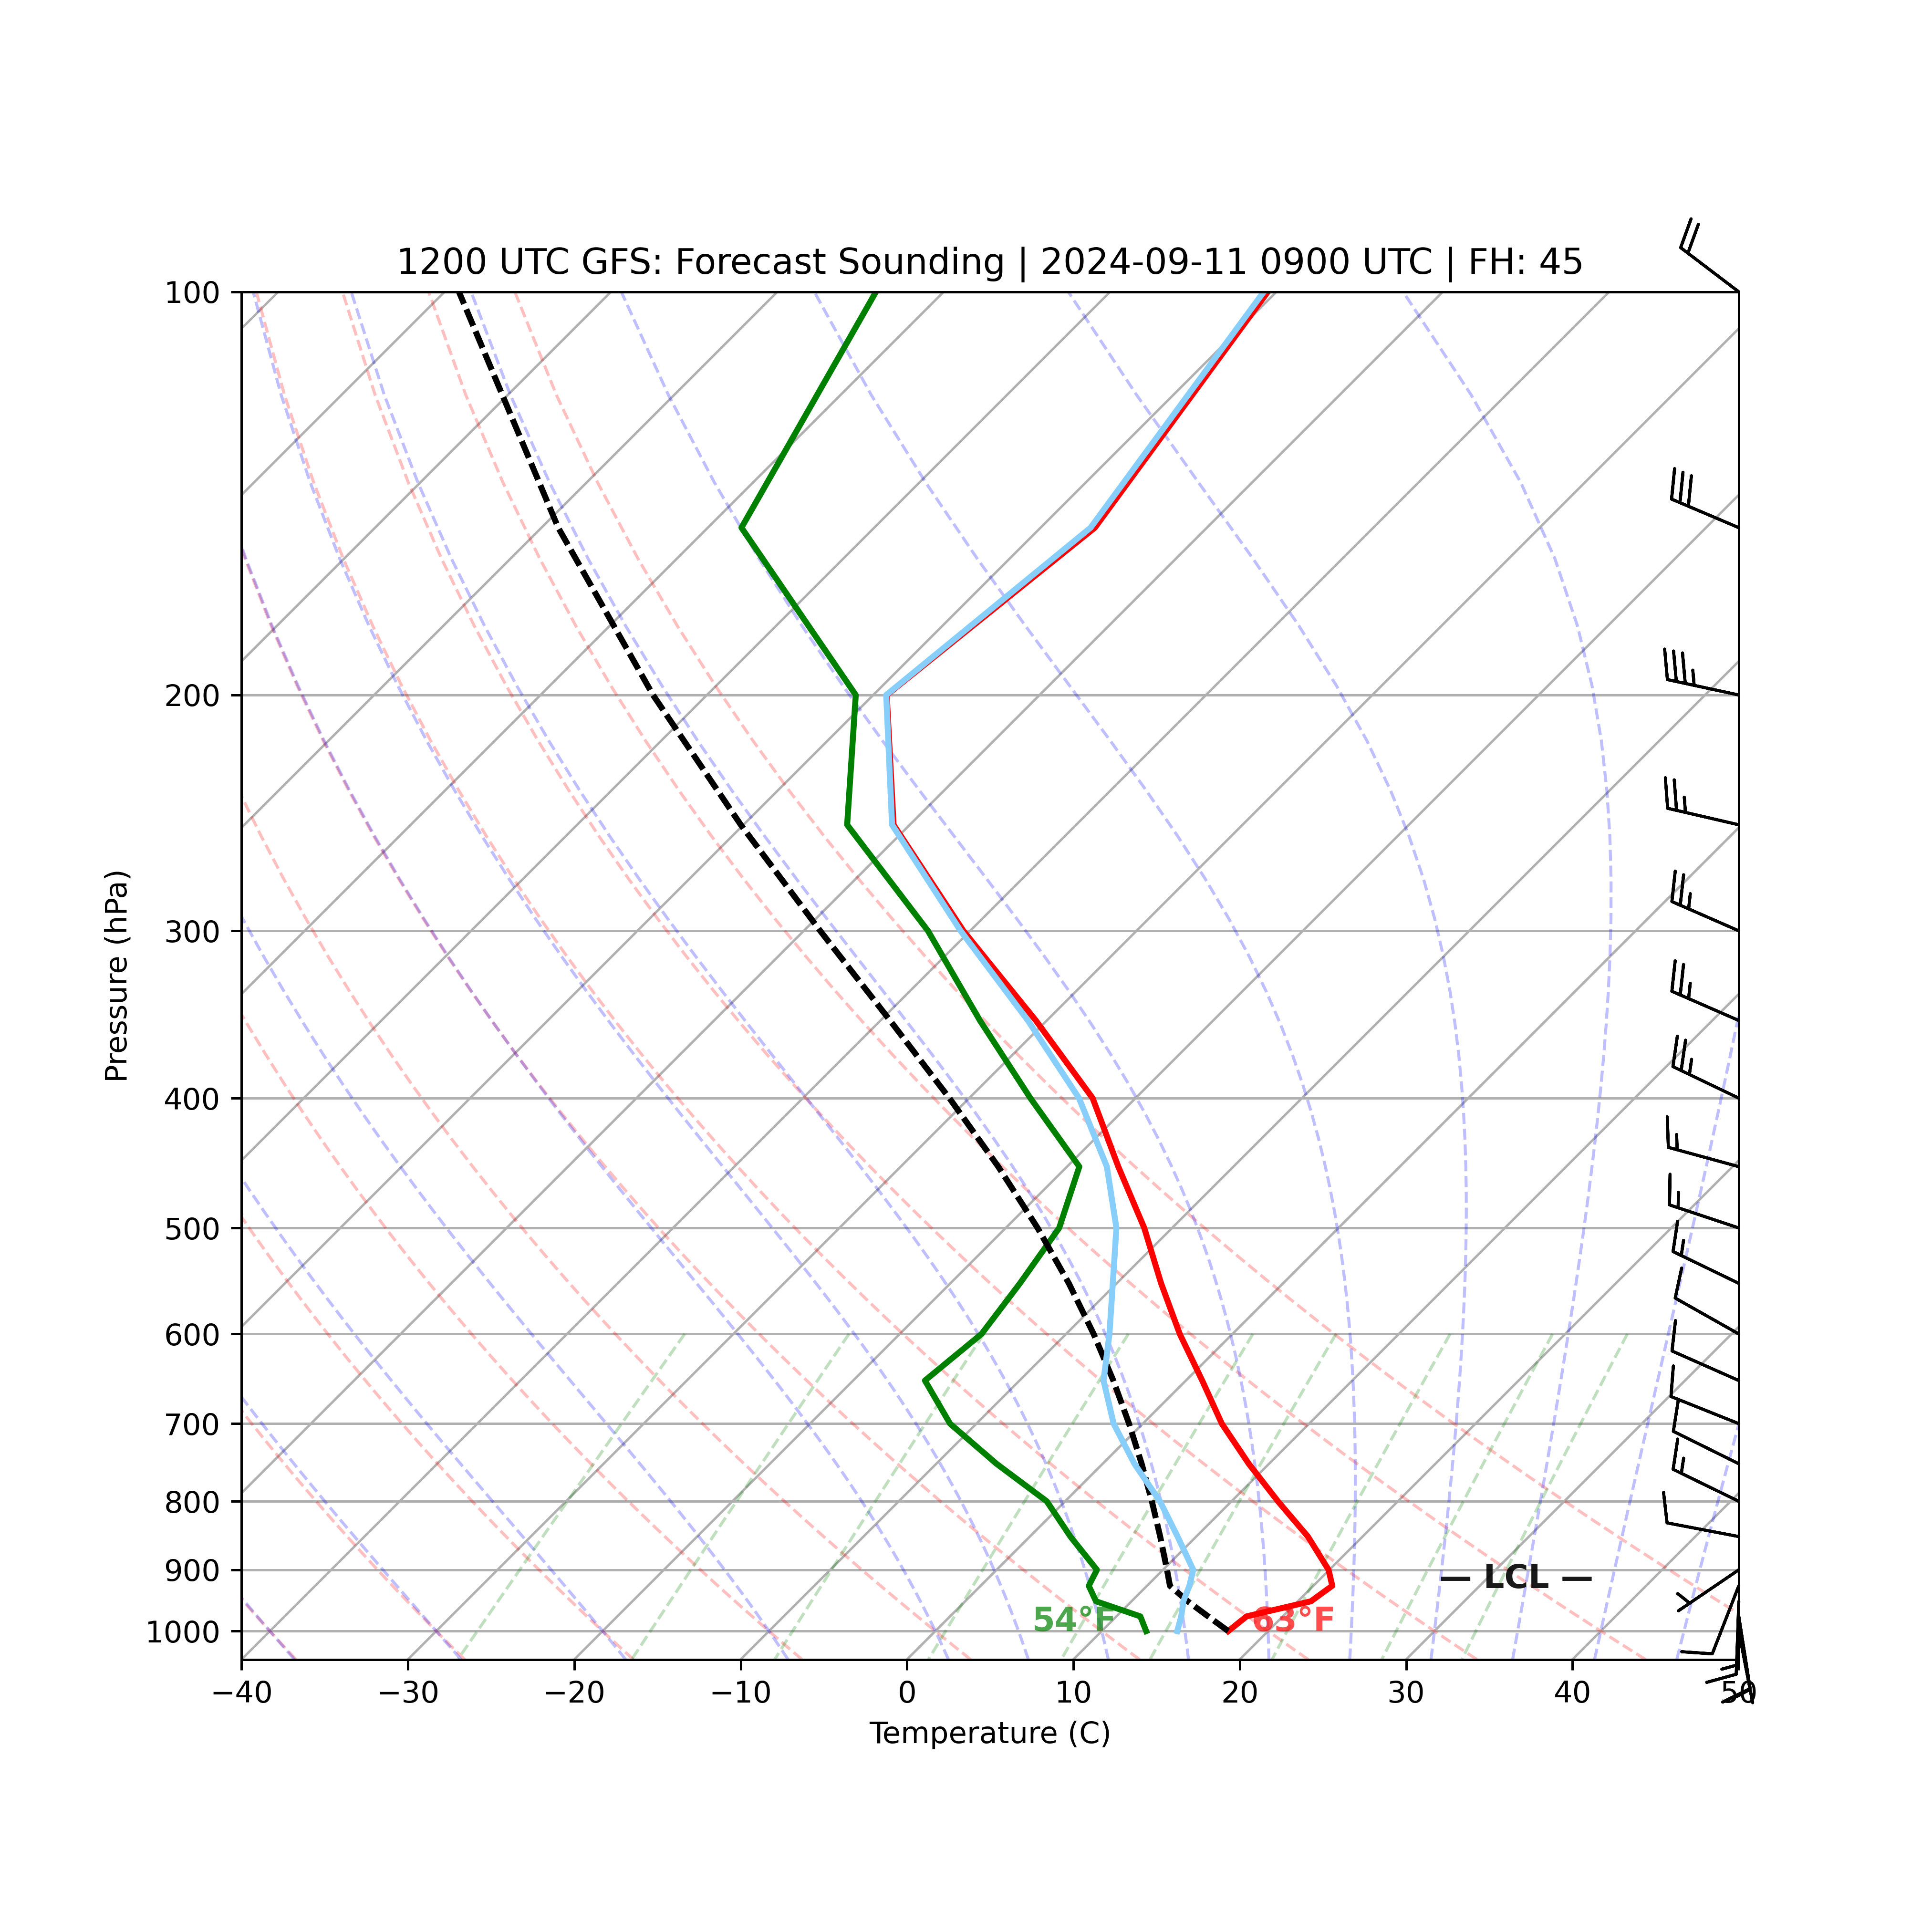 1200 UTC GFS: Forecast Sounding | 2024-09-11 0900 UTC | FH: 45
100
200
300
400
500
600
700
800
900
1000
Pressure (hPa)
— LCL —
54°F
63°F
−40 −30 −20 −10 0 10 20 30 40 50
Temperature (C)